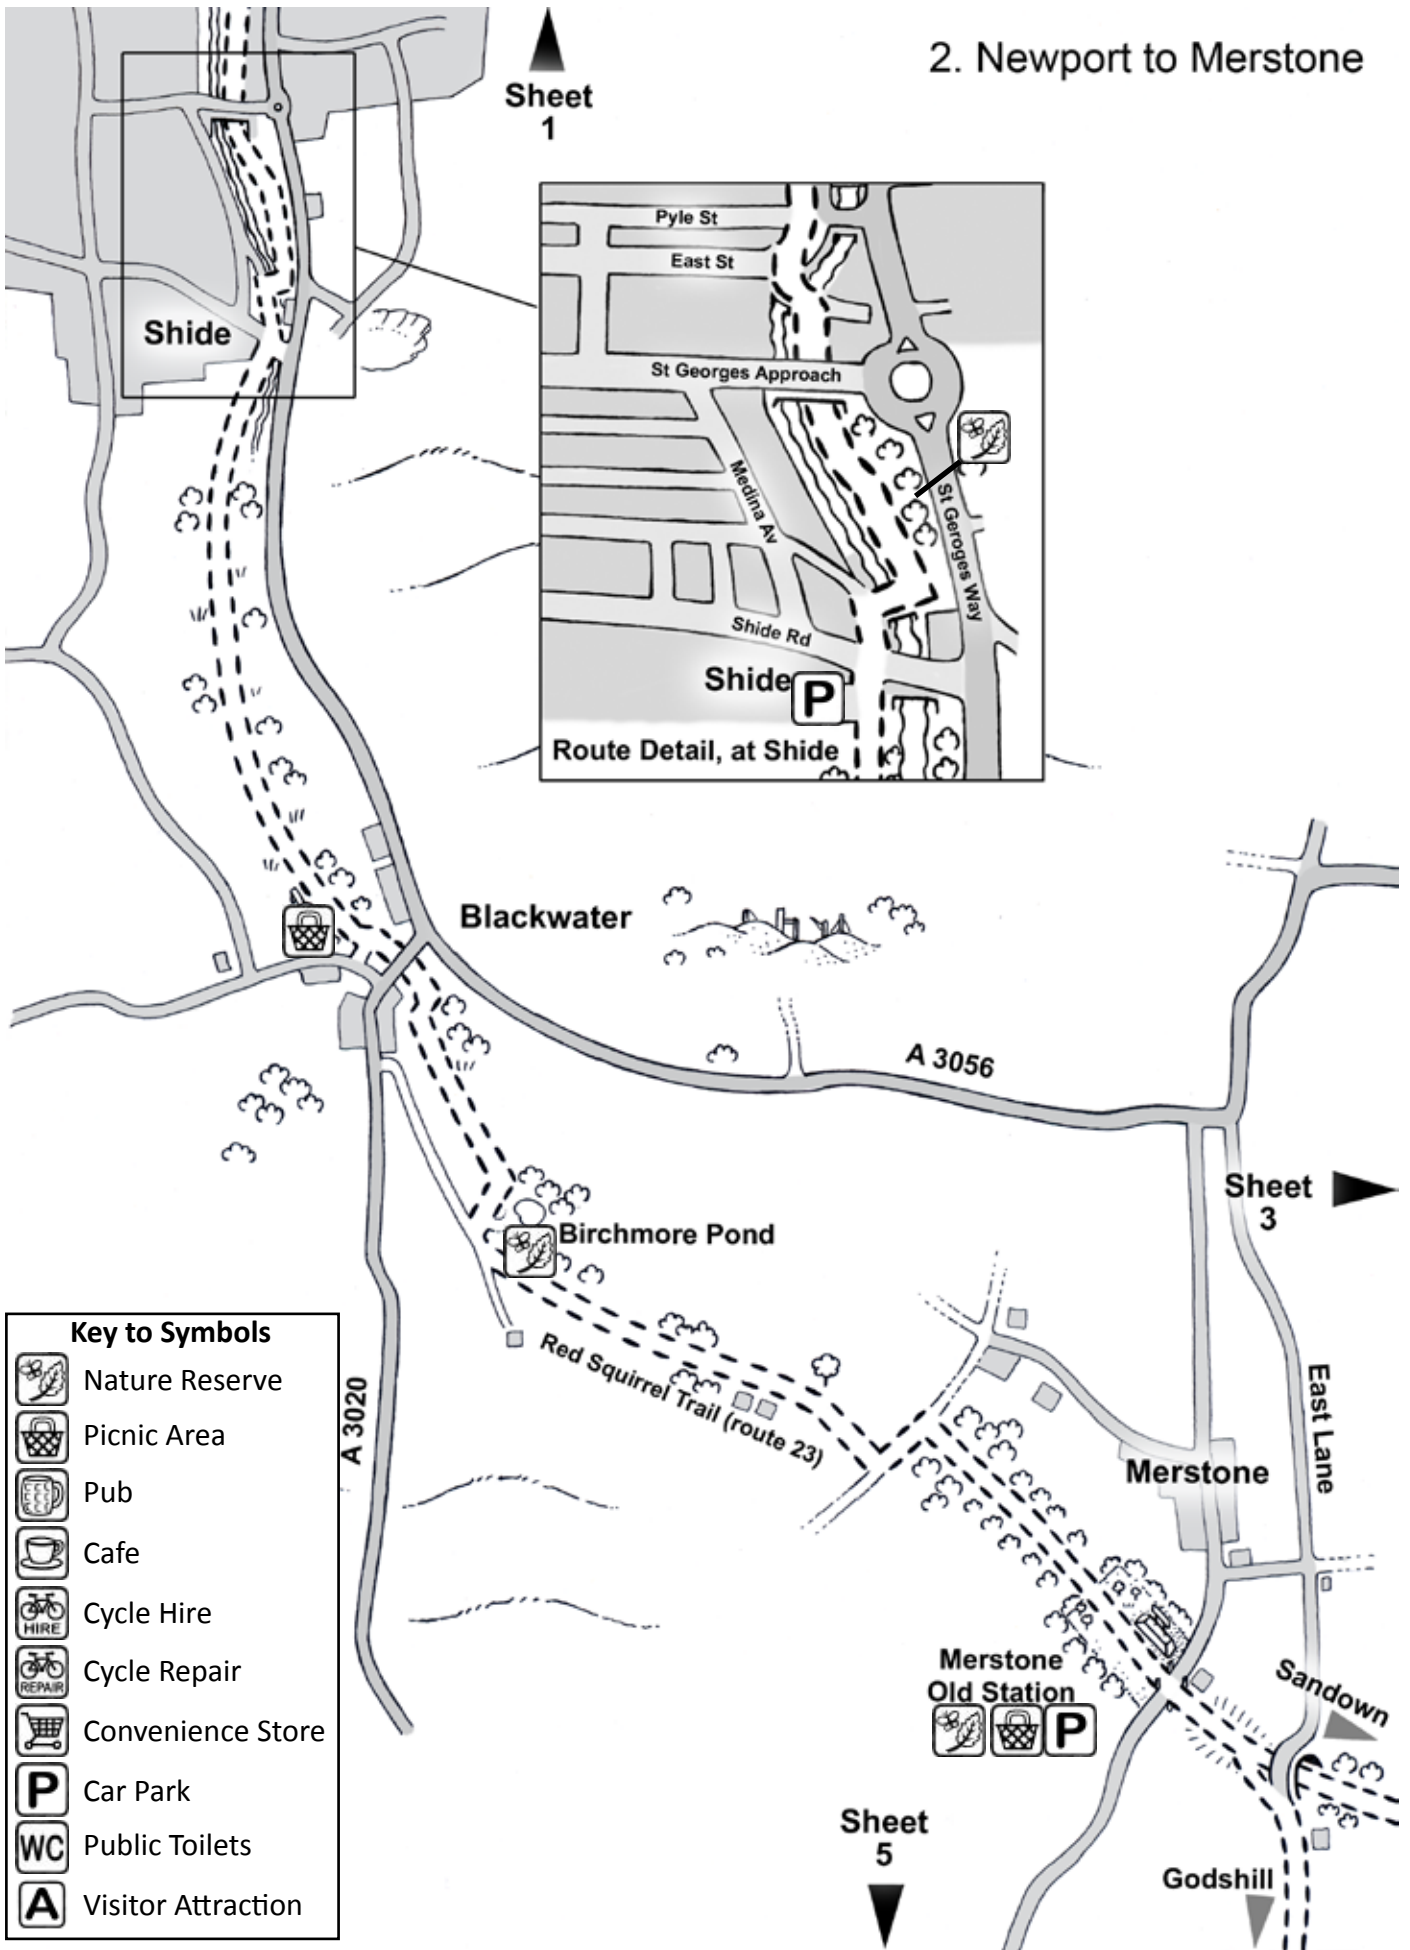 2. Newport to Merstone
Sheet
1
Pyle St
East St
St Georges Approach
Medina Av
St Geroges Way
Shide Rd
Shide
P
Route Detail, at Shide
Shide
Blackwater
A 3056
Sheet
3
Birchmore Pond
Red Squirrel Trail (route 23)
A 3020
East Lane
Merstone
Merstone
Old Station
P
Sandown
Sheet
5
Godshill
Key to Symbols
Nature Reserve
Picnic Area
Pub
Cafe
HIRE
Cycle Hire
REPAIR
Cycle Repair
Convenience Store
P
Car Park
WC
Public Toilets
A
Visitor Attraction